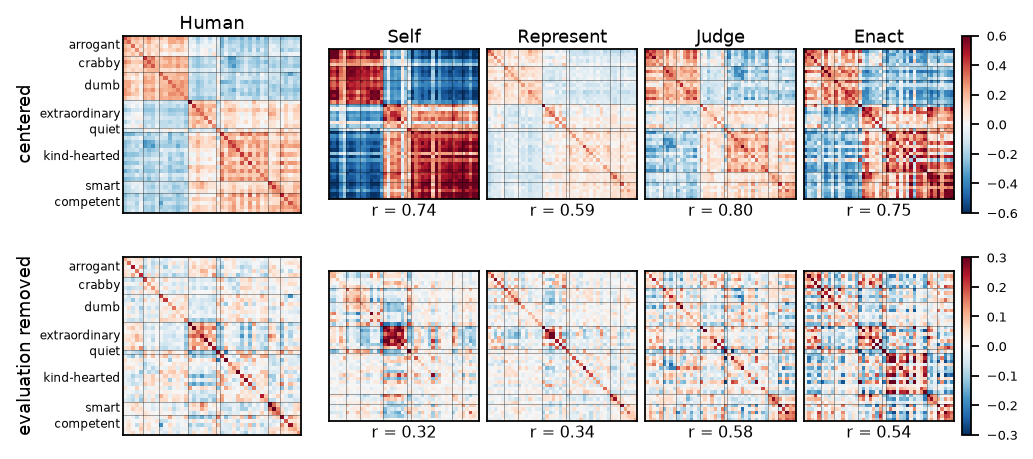 Human
Self
Represent
Judge
Enact
centered
arrogant
crabby
dumb
extraordinary
quiet
kind-hearted
smart
competent
0.6
0.4
0.2
0.0
−0.2
−0.4
−0.6
r = 0.74
r = 0.59
r = 0.80
r = 0.75
evaluation removed
arrogant
crabby
dumb
extraordinary
quiet
kind-hearted
smart
competent
0.3
0.2
0.1
0.0
−0.1
−0.2
−0.3
r = 0.32
r = 0.34
r = 0.58
r = 0.54